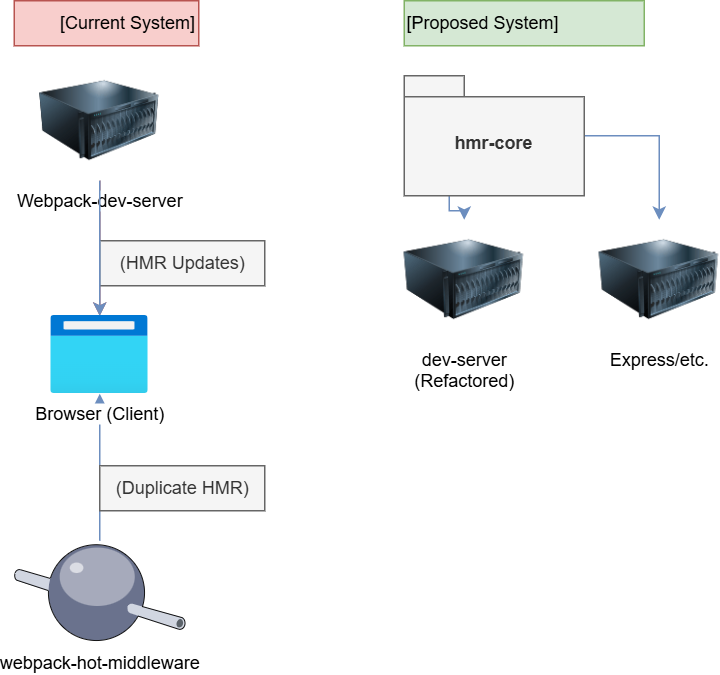 [Current System]
Webpack-dev-server
(HMR Updates)
Browser (Client)
(Duplicate HMR)
webpack-hot-middleware
[Proposed System]
hmr-core
dev-server
(Refactored)
Express/etc.